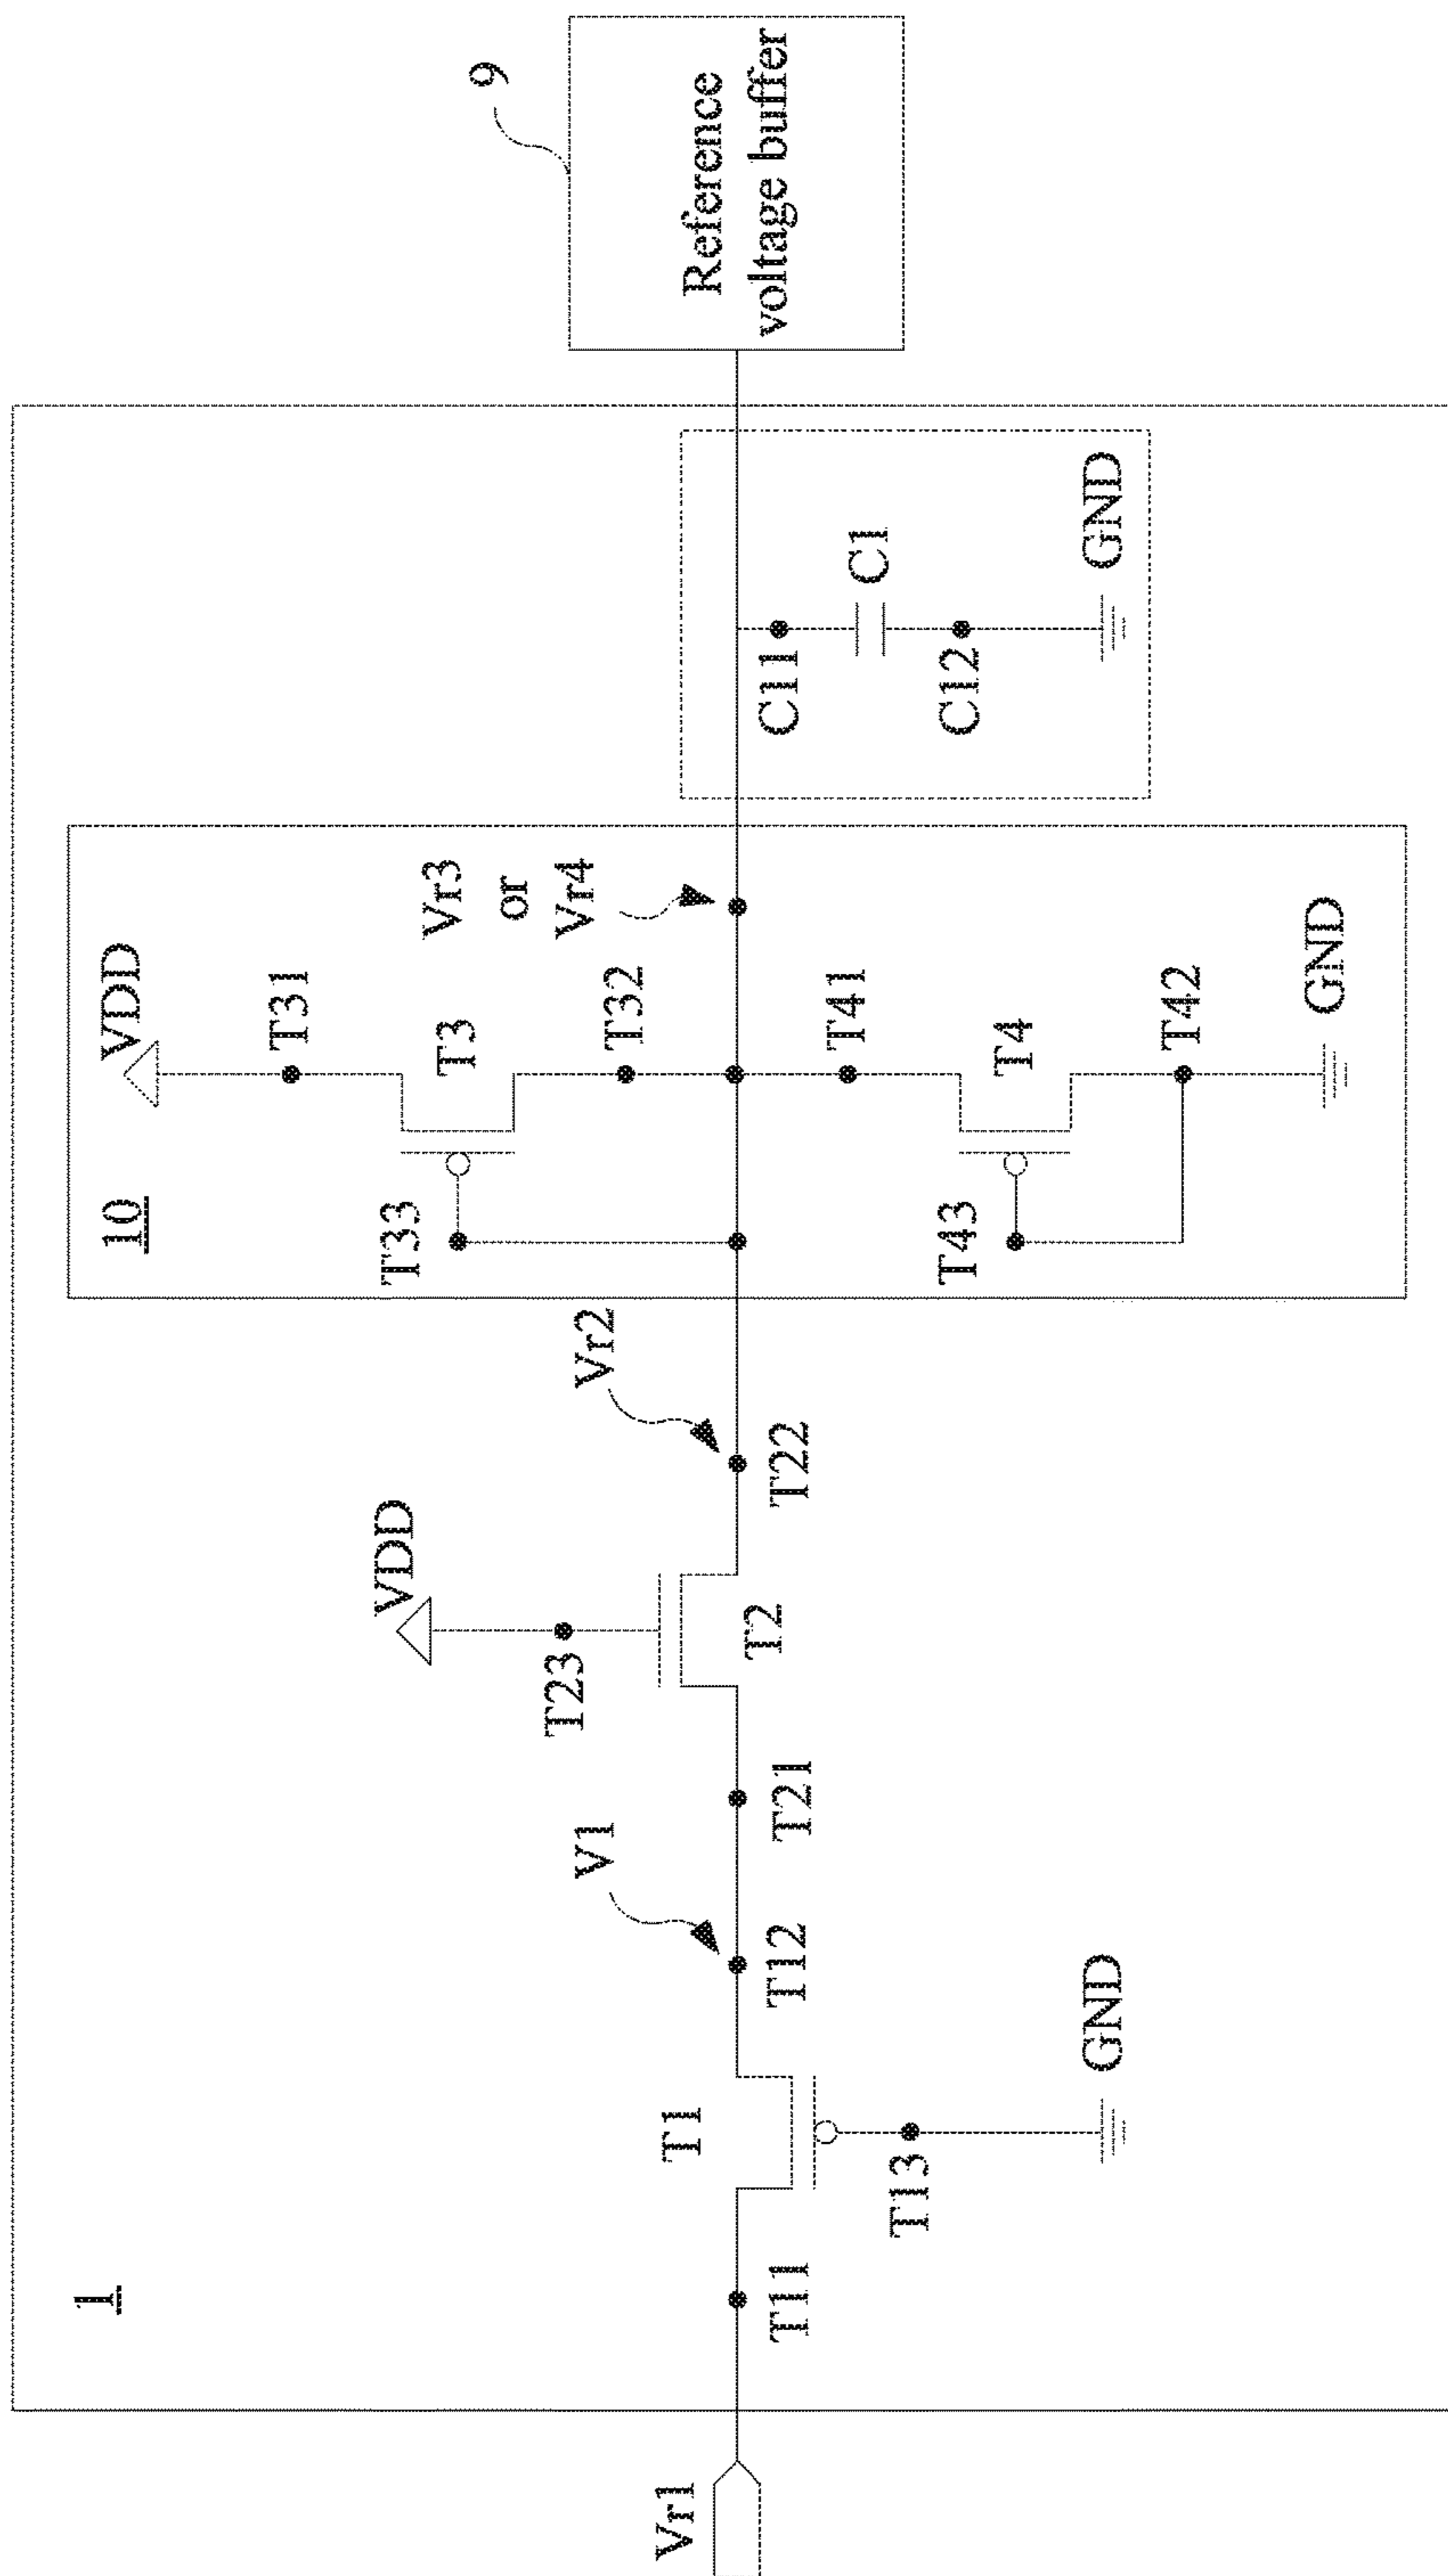 1
Vr1
T11
T1
T13
GND
T12
V1
T21
VDD
T23
T2
T22
Vr2
10
VDD
T31
T33
T3
T32
Vr3
or
Vr4
T41
T43
T4
T42
GND
C11
C1
C12
GND
9
Reference
voltage buffer